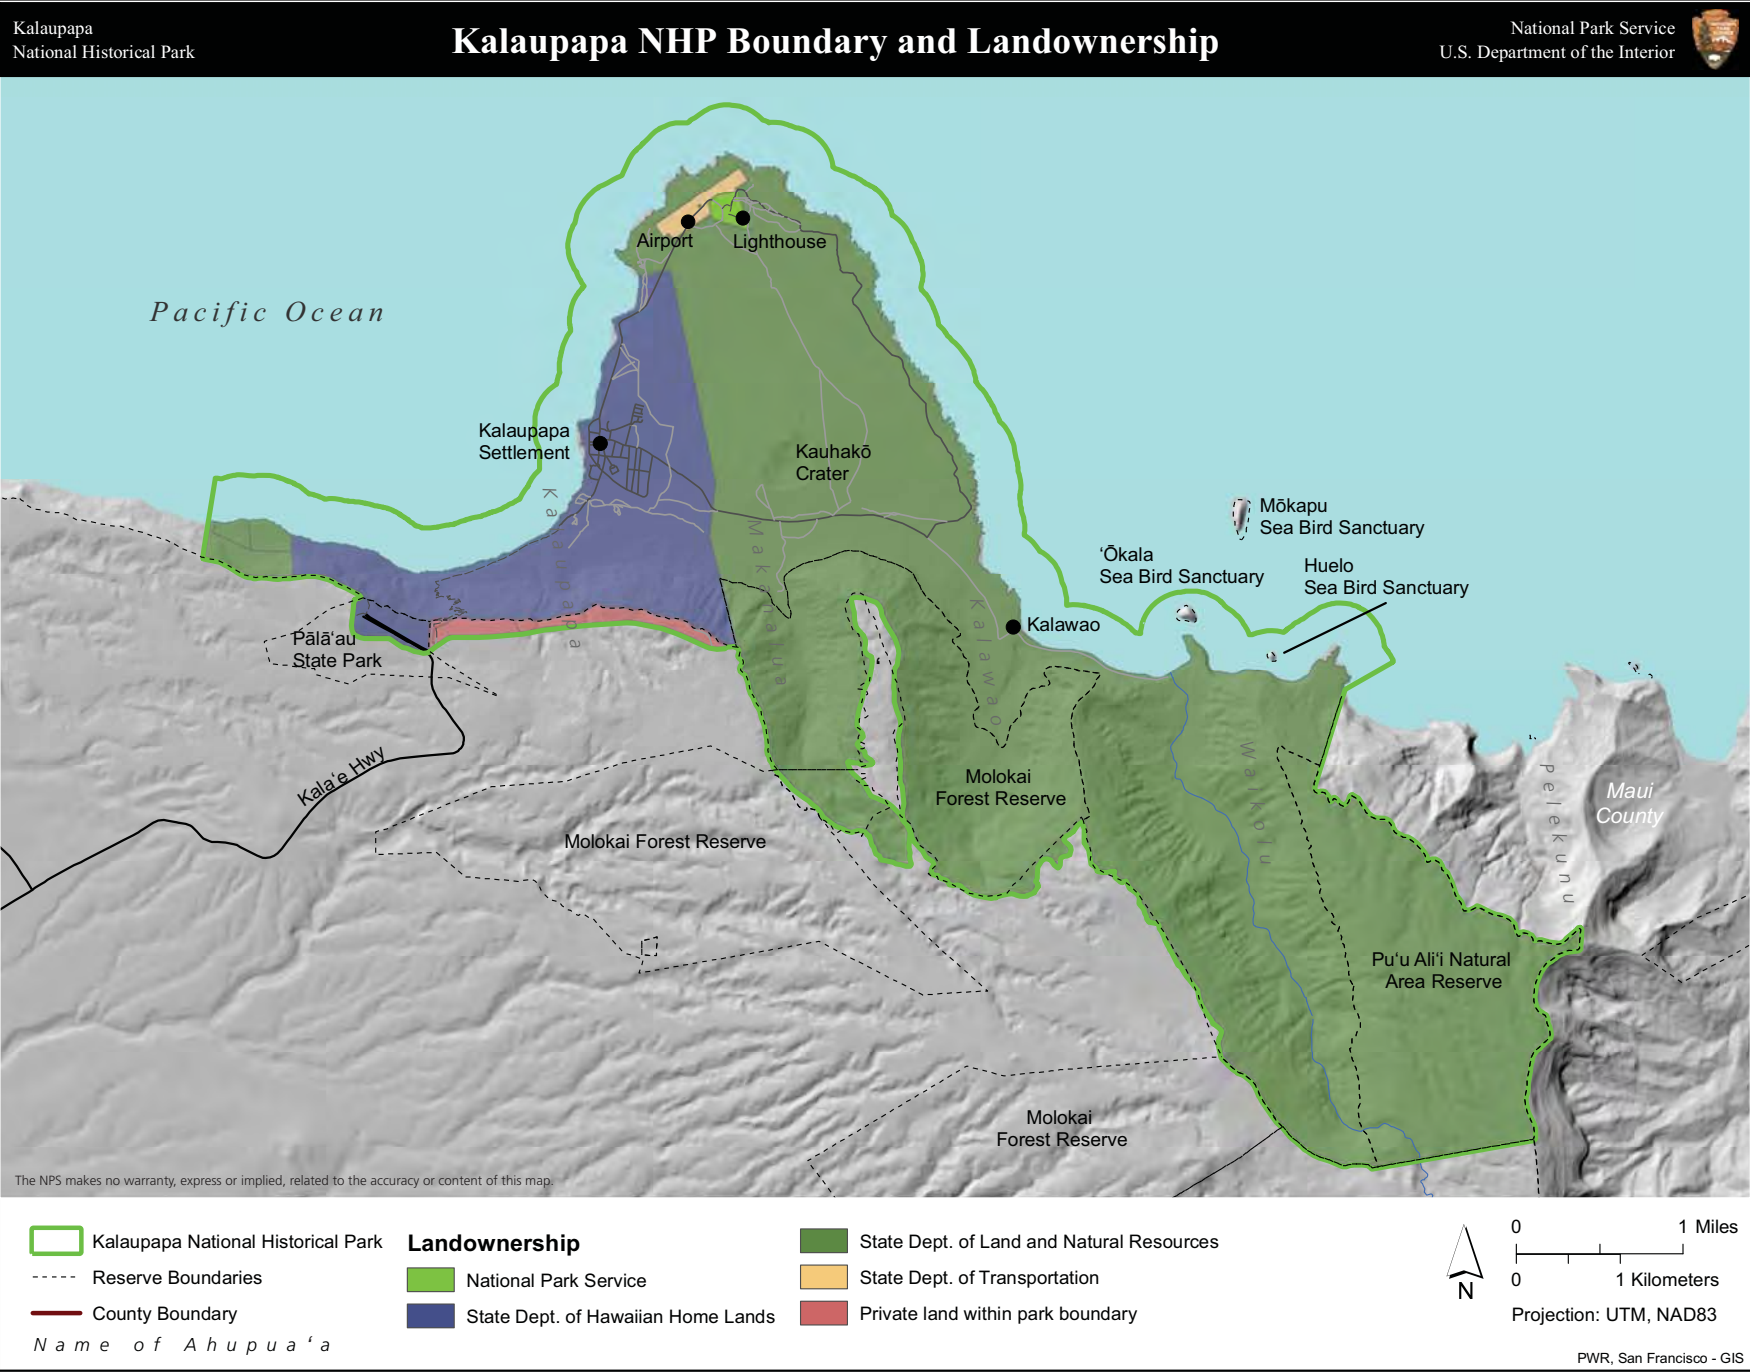 Kalaupapa
National Historical Park
Kalaupapa NHP Boundary and Landownership
National Park Service
U.S. Department of the Interior
Pacific Ocean
Airport
Lighthouse
Kalaupapa
Settlement
Kauhakō
Crater
Mōkapu
Sea Bird Sanctuary
ʻŌkala
Sea Bird Sanctuary
Huelo
Sea Bird Sanctuary
Kalawao
Kalaupapa
Makanalua
Kalawao
Waikolu
Pelekunu
Pālāʻau
State Park
Kalaʻe Hwy
Molokai
Forest Reserve
Maui
County
Molokai Forest Reserve
Puʻu Aliʻi Natural
Area Reserve
Molokai
Forest Reserve
The NPS makes no warranty, express or implied, related to the accuracy or content of this map.
Kalaupapa National Historical Park
Reserve Boundaries
County Boundary
Name of Ahupuaʻa
Landownership
National Park Service
State Dept. of Hawaiian Home Lands
State Dept. of Land and Natural Resources
State Dept. of Transportation
Private land within park boundary
N
0 1 Miles
0 1 Kilometers
Projection: UTM, NAD83
PWR, San Francisco - GIS